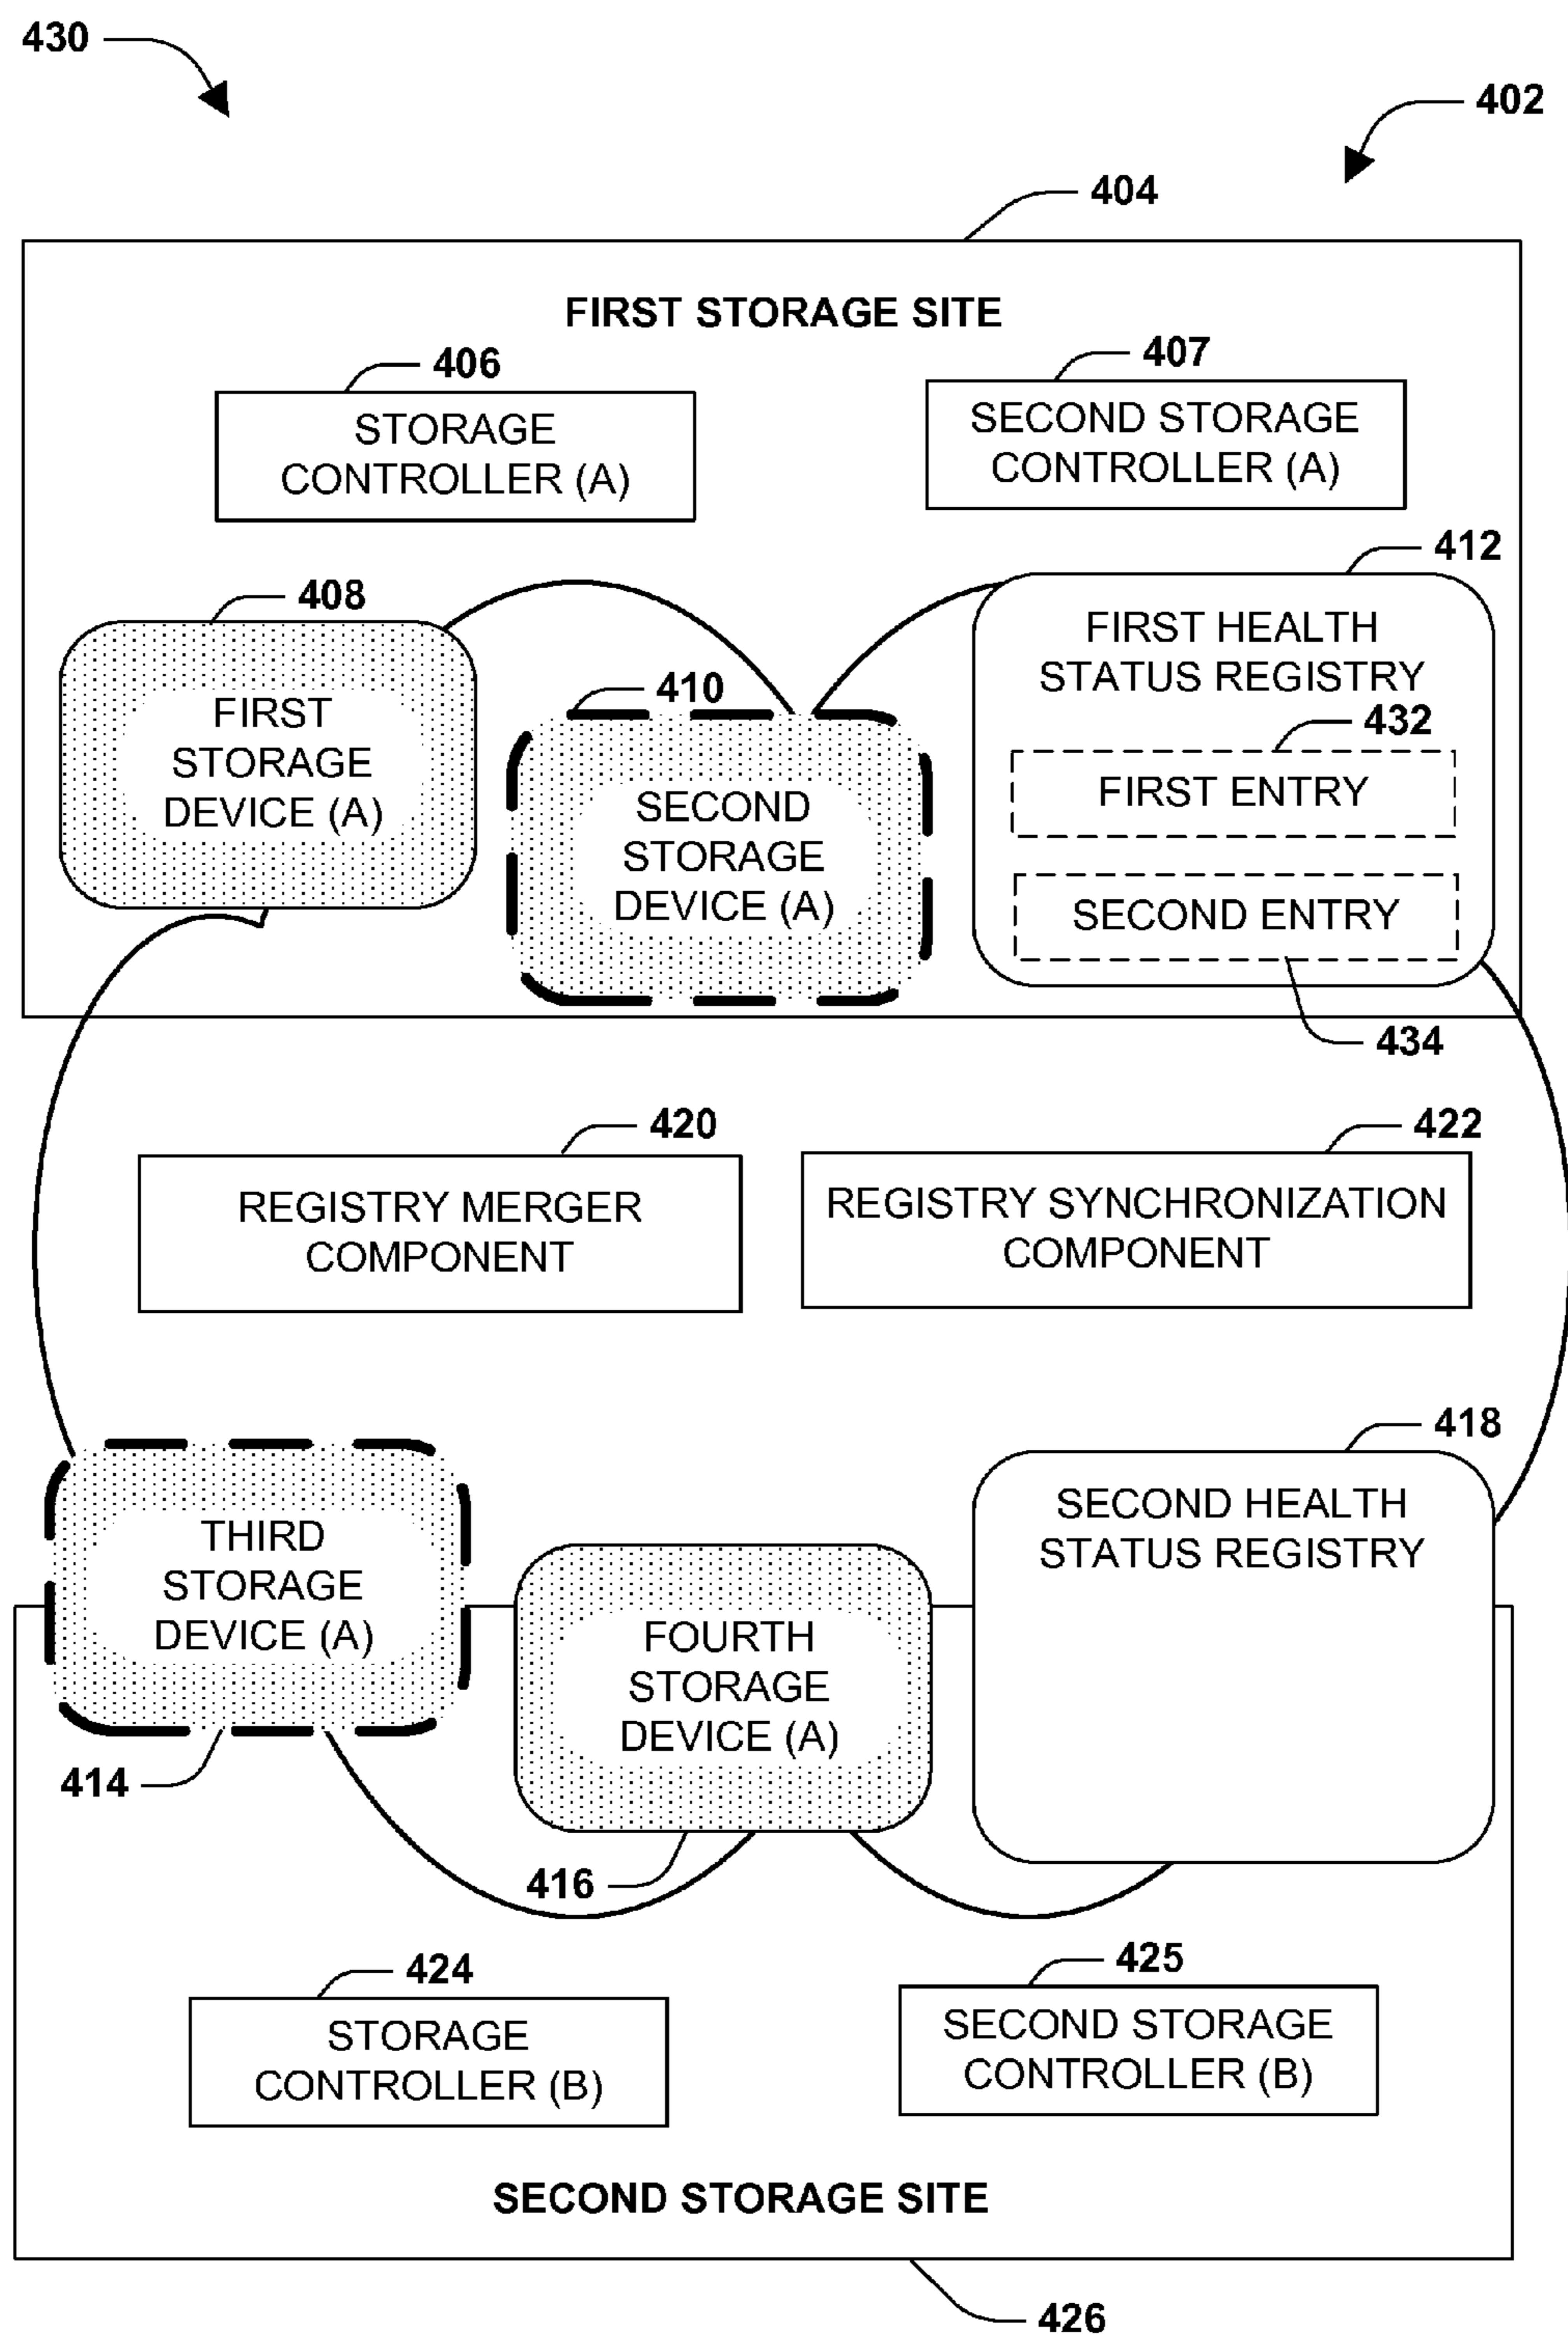 430
402
404
FIRST STORAGE SITE
406
407
STORAGE
CONTROLLER (A)
SECOND STORAGE
CONTROLLER (A)
408
412
FIRST
STORAGE
DEVICE (A)
410
SECOND
STORAGE
DEVICE (A)
FIRST HEALTH
STATUS REGISTRY
432
FIRST ENTRY
SECOND ENTRY
434
420
422
REGISTRY MERGER
COMPONENT
REGISTRY SYNCHRONIZATION
COMPONENT
418
THIRD
STORAGE
DEVICE (A)
414
FOURTH
STORAGE
DEVICE (A)
416
SECOND HEALTH
STATUS REGISTRY
424
425
STORAGE
CONTROLLER (B)
SECOND STORAGE
CONTROLLER (B)
SECOND STORAGE SITE
426